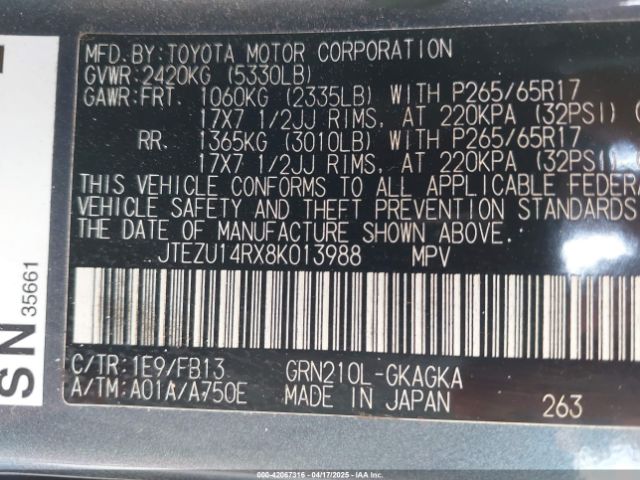 MFD. BY: TOYOTA MOTOR CORPORATION
GVWR: 2420KG (5330LB)
GAWR: FRT. 1060KG (2335LB) WITH P265/65R17
17X7 1/2JJ RIMS, AT 220KPA (32PSI) (
RR. 1365KG (3010LB) WITH P265/65R17
17X7 1/2JJ RIMS, AT 220KPA (32PSI) (
THIS VEHICLE CONFORMS TO ALL APPLICABLE FEDER
VEHICLE SAFETY AND THEFT PREVENTION STANDARDS
THE DATE OF MANUFACTURE SHOWN ABOVE.
JTEZU14RX8K013988 MPV
C/TR: 1E9/FB13 GRN210L-GKAGKA
A/TM: A01A/A750E MADE IN JAPAN 263
SN 35661
000-42067316 - 04/17/2025 - IAAI